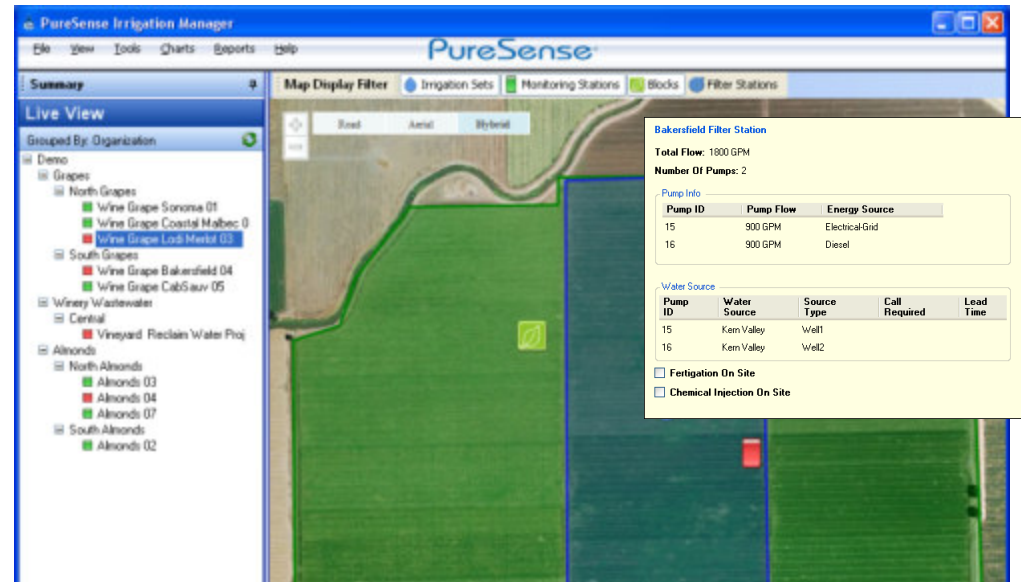 PureSense Irrigation Manager
File View Tools Charts Reports Help
PureSense
Summary
Map Display Filter Irrigation Sets Monitoring Stations Blocks Filter Stations
Live View
Grouped By: Organization
Road Aerial Hybrid
Demo
Grapes
North Grapes
Wine Grape Sonoma 01
Wine Grape Coastal Malbec 0
Wine Grape Lodi Merlot 03
South Grapes
Wine Grape Bakersfield 04
Wine Grape CabSauv 05
Winery Wastewater
Central
Vineyard Reclaim Water Proj
Almonds
North Almonds
Almonds 03
Almonds 04
Almonds 07
South Almonds
Almonds 02
Bakersfield Filter Station
Total Flow: 1800 GPM
Number Of Pumps: 2
Pump Info
Pump ID Pump Flow Energy Source
15 900 GPM Electrical-Grid
16 900 GPM Diesel
Water Source
Pump ID Water Source Source Type Call Required Lead Time
15 Kern Valley Well1
16 Kern Valley Well2
Fertigation On Site
Chemical Injection On Site